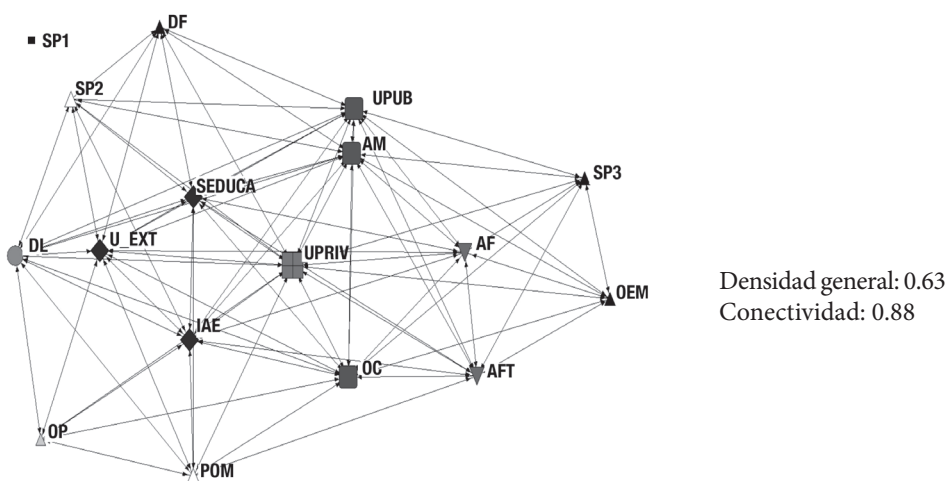 DF
SP1
SP2
UPUB
AM
SP3
SEDUCA
DL
U_EXT
UPRIV
AF
OEM
IAE
OC
AFT
OP
POM
Densidad general: 0.63
Conectividad: 0.88